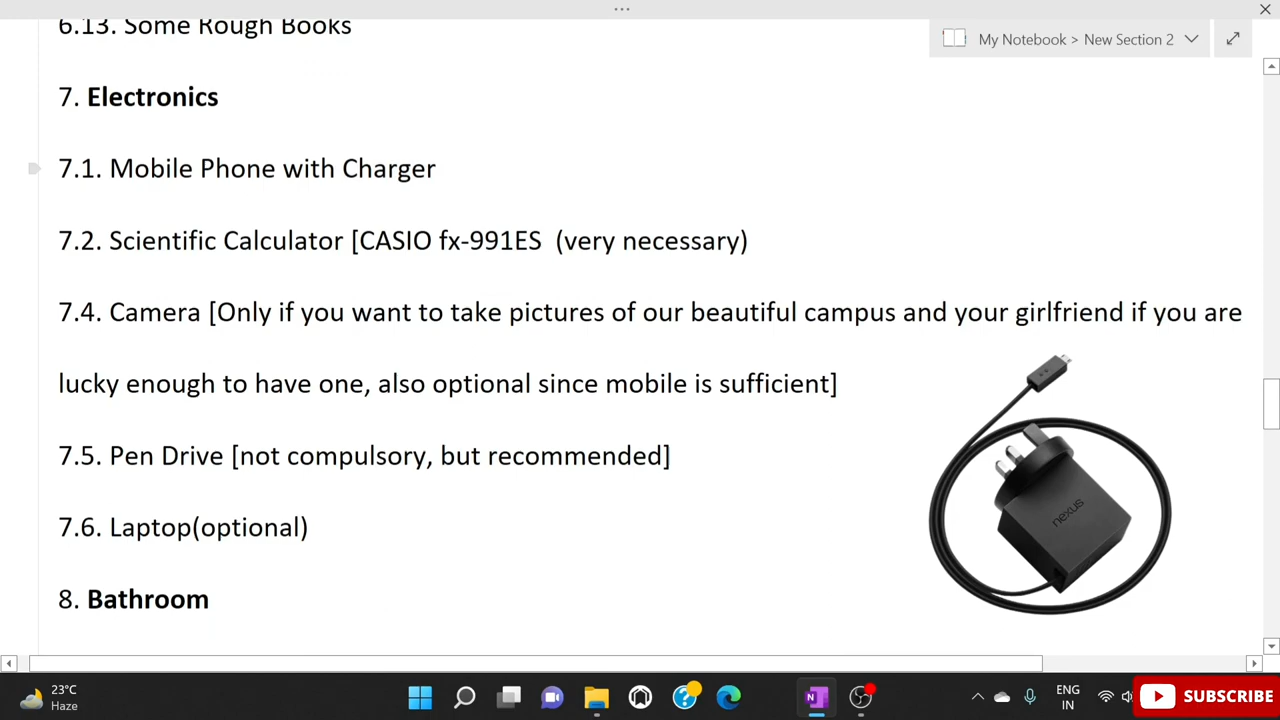 6.13. Some Rough Books
My Notebook > New Section 2
7. Electronics
7.1. Mobile Phone with Charger
7.2. Scientific Calculator [CASIO fx-991ES  (very necessary)
7.4. Camera [Only if you want to take pictures of our beautiful campus and your girlfriend if you are
lucky enough to have one, also optional since mobile is sufficient]
7.5. Pen Drive [not compulsory, but recommended]
nexus
7.6. Laptop(optional)
8. Bathroom
23°C
Haze
ENG
IN
SUBSCRIBE